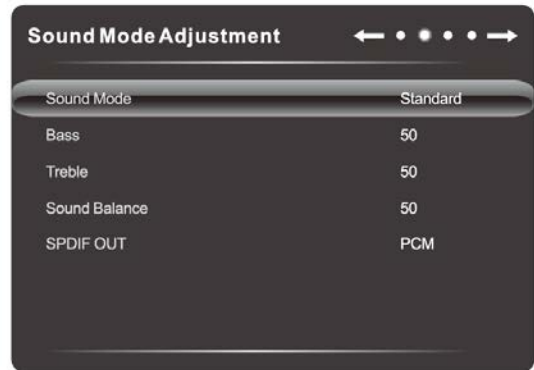 Sound Mode Adjustment
Sound Mode Standard
Bass 50
Treble 50
Sound Balance 50
SPDIF OUT PCM